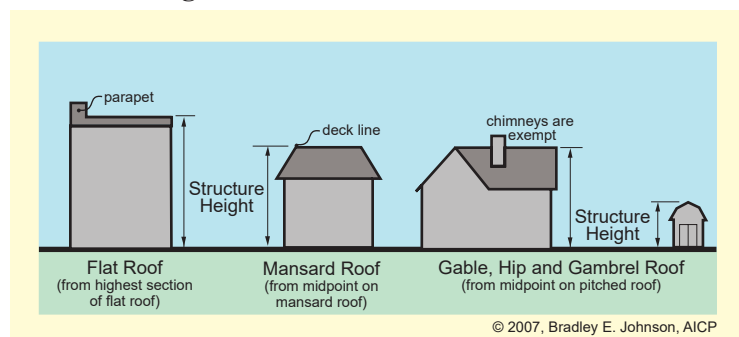 parapet
deck line
chimneys are
exempt
Structure
Height
Structure
Height
Flat Roof
(from highest section
of flat roof)
Mansard Roof
(from midpoint on
mansard roof)
Gable, Hip and Gambrel Roof
(from midpoint on pitched roof)
© 2007, Bradley E. Johnson, AICP